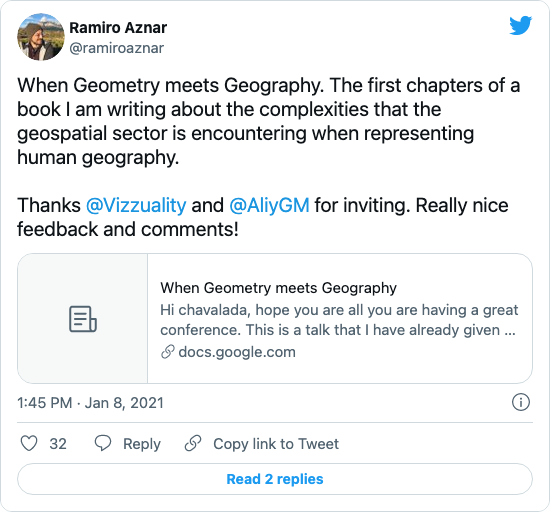 Ramiro Aznar
@ramiroaznar
When Geometry meets Geography. The first chapters of a
book I am writing about the complexities that the
geospatial sector is encountering when representing
human geography.
Thanks @Vizzuality and @AliyGM for inviting. Really nice
feedback and comments!
When Geometry meets Geography
Hi chavalada, hope you are all you are having a great
conference. This is a talk that I have already given ...
docs.google.com
1:45 PM · Jan 8, 2021
32 Reply Copy link to Tweet
Read 2 replies